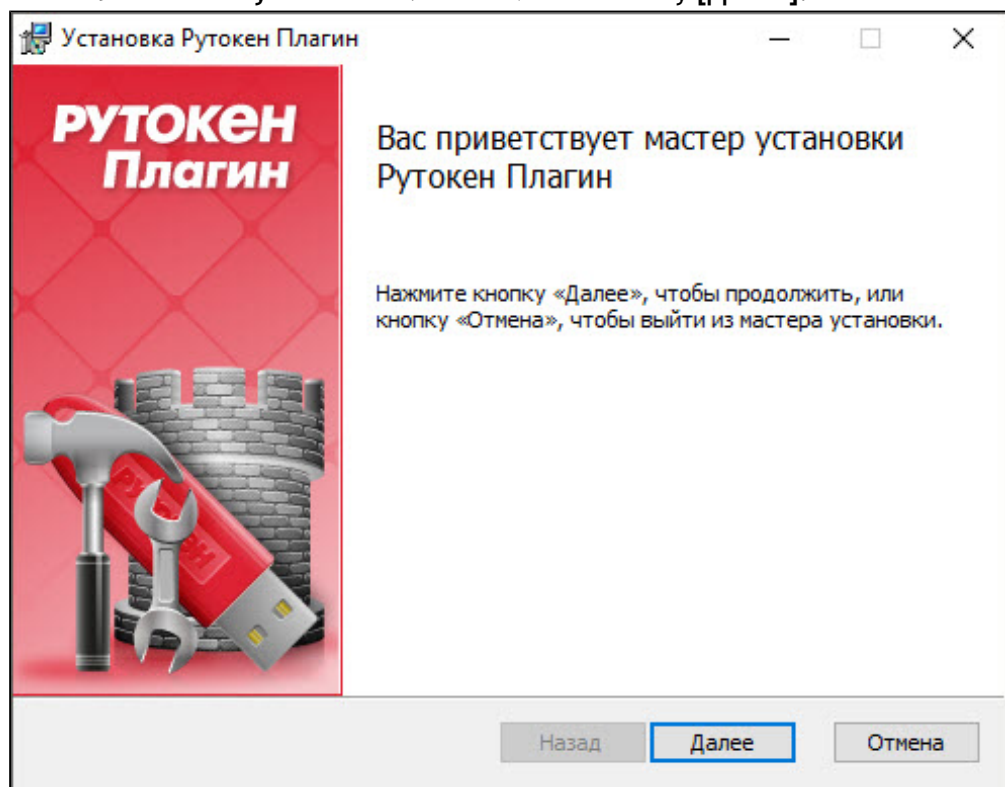 Установка Рутокен Плагин
рутокен
Плагин
Вас приветствует мастер установки
Рутокен Плагин
Нажмите кнопку «Далее», чтобы продолжить, или
кнопку «Отмена», чтобы выйти из мастера установки.
рутокен
Назад Далее Отмена